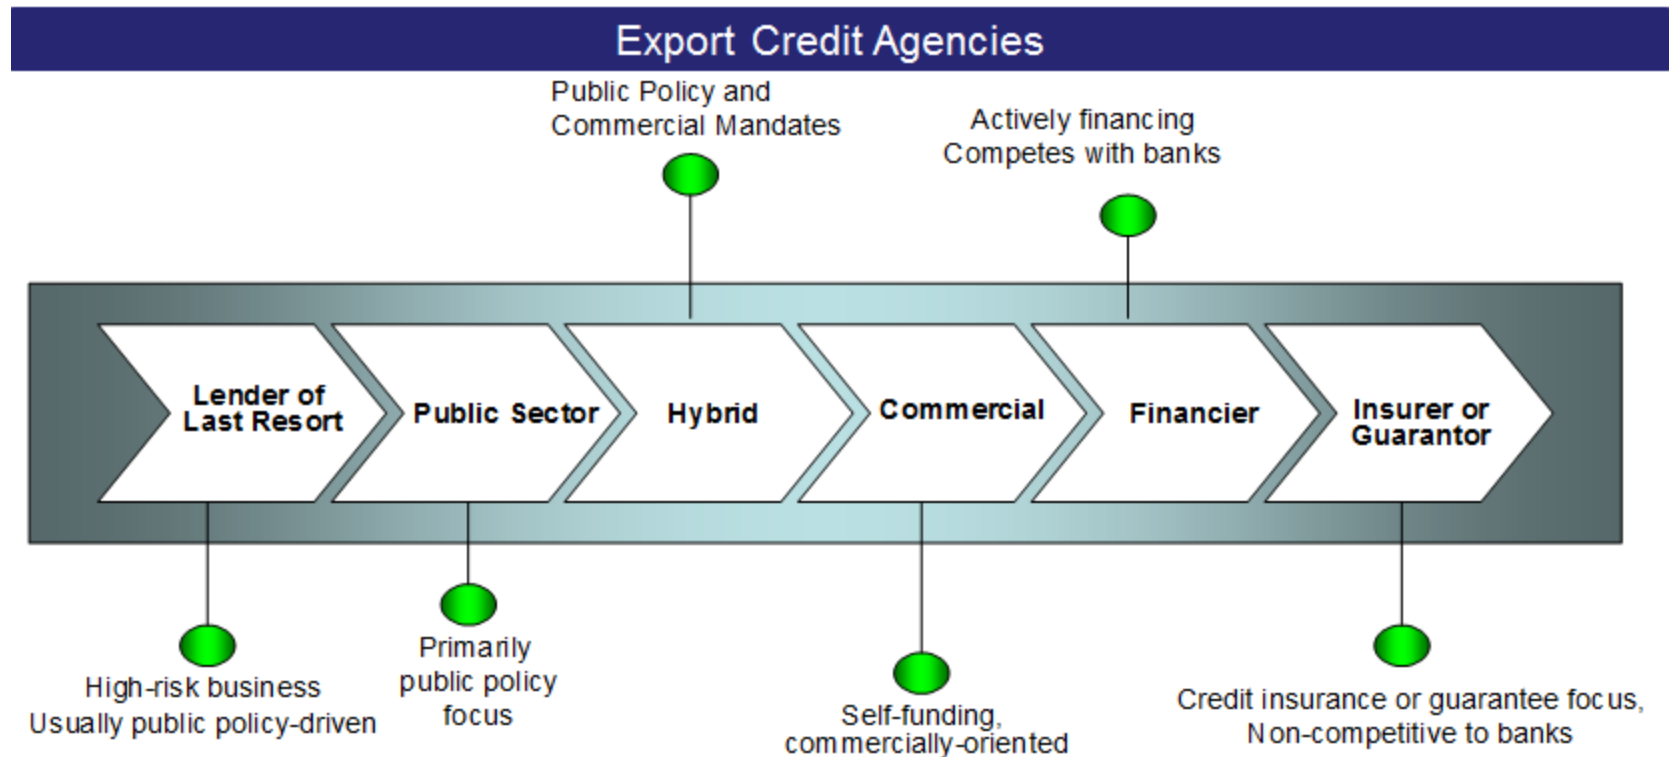 Export Credit Agencies
Public Policy and
Commercial Mandates
Actively financing
Competes with banks
Lender of
Last Resort
Public Sector
Hybrid
Commercial
Financier
Insurer or
Guarantor
High-risk business
Usually public policy-driven
Primarily
public policy
focus
Self-funding,
commercially-oriented
Credit insurance or guarantee focus,
Non-competitive to banks